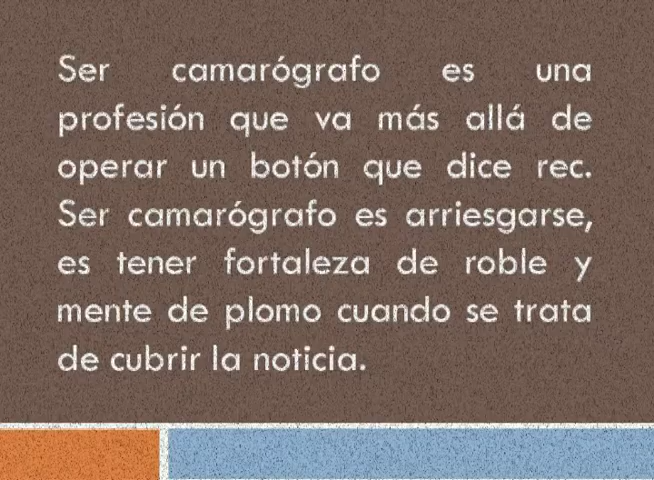 Ser camarógrafo es una
profesión que va más allá de
operar un botón que dice rec.
Ser camarógrafo es arriesgarse,
es tener fortaleza de roble y
mente de plomo cuando se trata
de cubrir la noticia.